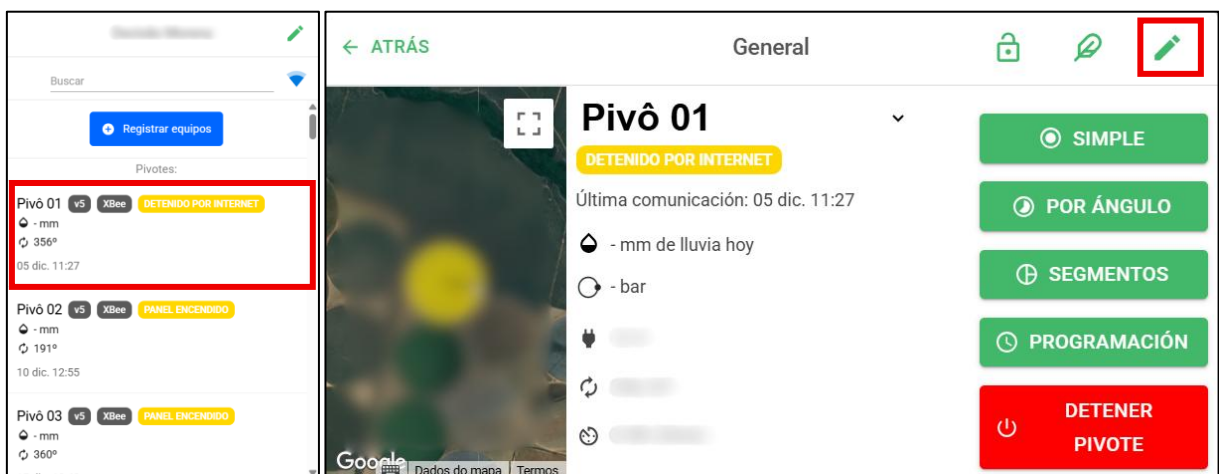 Buscar
Registrar equipos
Pivotes:
Pivô 01 v5 XBee DETENIDO POR INTERNET
- mm
356º
05 dic. 11:27
Pivô 02 v5 XBee PANEL ENCENDIDO
- mm
191º
10 dic. 12:55
Pivô 03 v5 XBee PANEL ENCENDIDO
- mm
360º
← ATRÁS
General
Pivô 01
DETENIDO POR INTERNET
Última comunicación: 05 dic. 11:27
- mm de lluvia hoy
- bar
SIMPLE
POR ÁNGULO
SEGMENTOS
PROGRAMACIÓN
DETENER
PIVOTE
Google
Dados do mapa
Termos